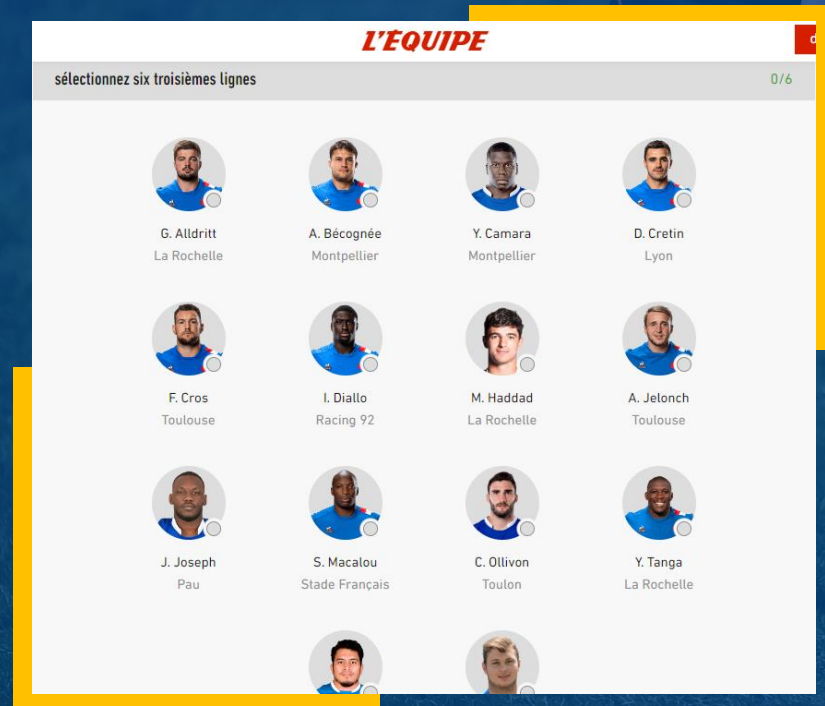 L'ÉQUIPE
sélectionnez six troisièmes lignes 0/6
G. Alldritt A. Bécognée Y. Camara D. Cretin
La Rochelle Montpellier Montpellier Lyon
F. Cros I. Diallo M. Haddad A. Jelonch
Toulouse Racing 92 La Rochelle Toulouse
J. Joseph S. Macalou C. Ollivon Y. Tanga
Pau Stade Français Toulon La Rochelle